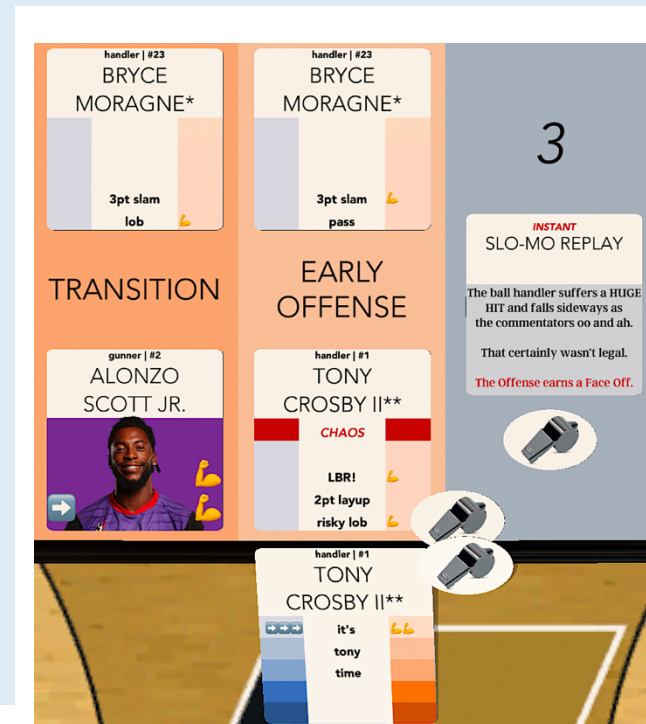 handler | #23
BRYCE
MORAGNE*
3pt slam
lob
handler | #23
BRYCE
MORAGNE*
3pt slam
pass
3
INSTANT
SLO-MO REPLAY
The ball handler suffers a HUGE
HIT and falls sideways as
the commentators oo and ah.
That certainly wasn't legal.
The Offense earns a Face Off.
TRANSITION
EARLY
OFFENSE
gunner | #2
ALONZO
SCOTT JR.
handler | #1
TONY
CROSBY II**
CHAOS
LBR!
2pt layup
risky lob
handler | #1
TONY
CROSBY II**
it's
tony
time